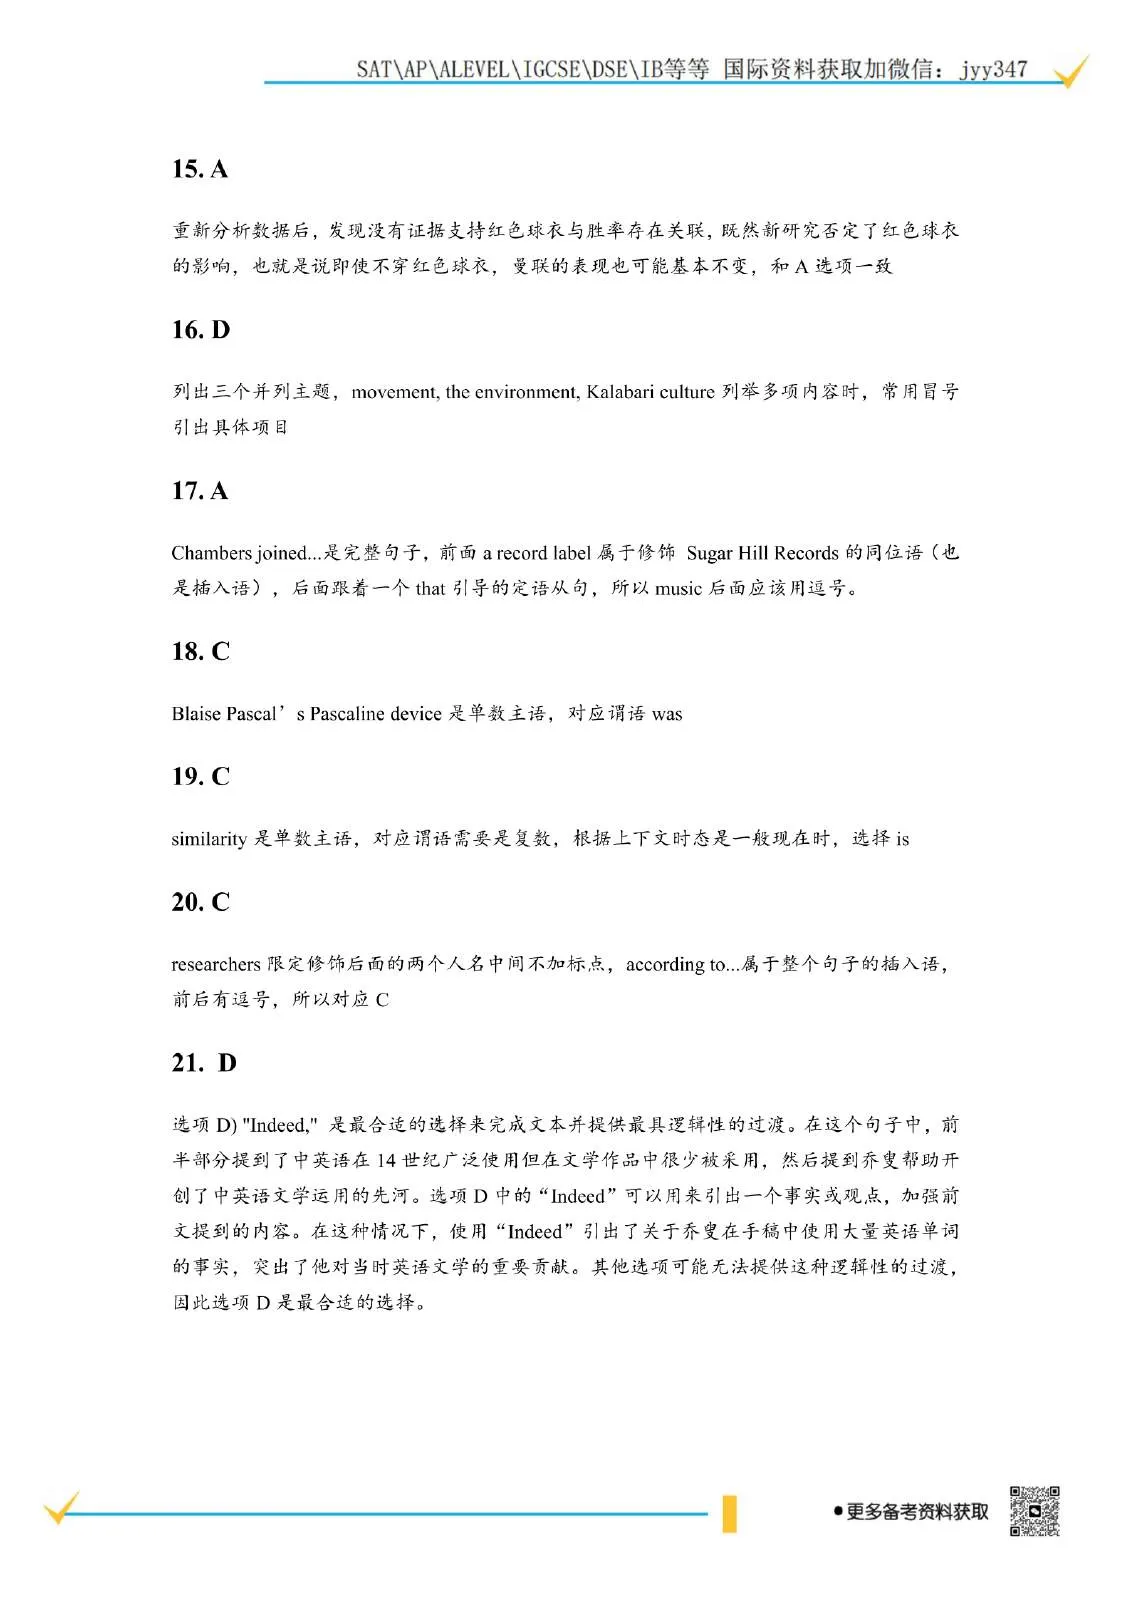 SAT\AP\ALEVEL\IGCSE\DSE\IB等等 国际资料获取加微信：jyy347
15. A
重新分析数据后，发现没有证据支持红色球衣与胜率存在关联，既然新研究否定了红色球衣
的影响，也就是说即使不穿红色球衣，曼联的表现也可能基本不变，和 A 选项一致
16. D
列出三个并列主题，movement, the environment, Kalabari culture 列举多项内容时，常用冒号
引出具体项目
17. A
Chambers joined...是完整句子，前面 a record label 属于修饰 Sugar Hill Records 的同位语（也
是插入语），后面跟着一个 that 引导的定语从句，所以 music 后面应该用逗号。
18. C
Blaise Pascal’s Pascaline device 是单数主语，对应谓语 was
19. C
similarity 是单数主语，对应谓语需要是复数，根据上下文时态是一般现在时，选择 is
20. C
researchers 限定修饰后面的两个人名中间不加标点，according to...属于整个句子的插入语，
前后有逗号，所以对应 C
21. D
选项 D) "Indeed," 是最合适的选择来完成文本并提供最具逻辑性的过渡。在这个句子中，前
半部分提到了中英语在 14 世纪广泛使用但在文学作品中很少被采用，然后提到乔叟帮助开
创了中英语文学运用的先河。选项 D 中的“Indeed”可以用来引出一个事实或观点，加强前
文提到的内容。在这种情况下，使用“Indeed”引出了关于乔叟在手稿中使用大量英语单词
的事实，突出了他对当时英语文学的重要贡献。其他选项可能无法提供这种逻辑性的过渡，
因此选项 D 是最合适的选择。
•更多备考资料获取